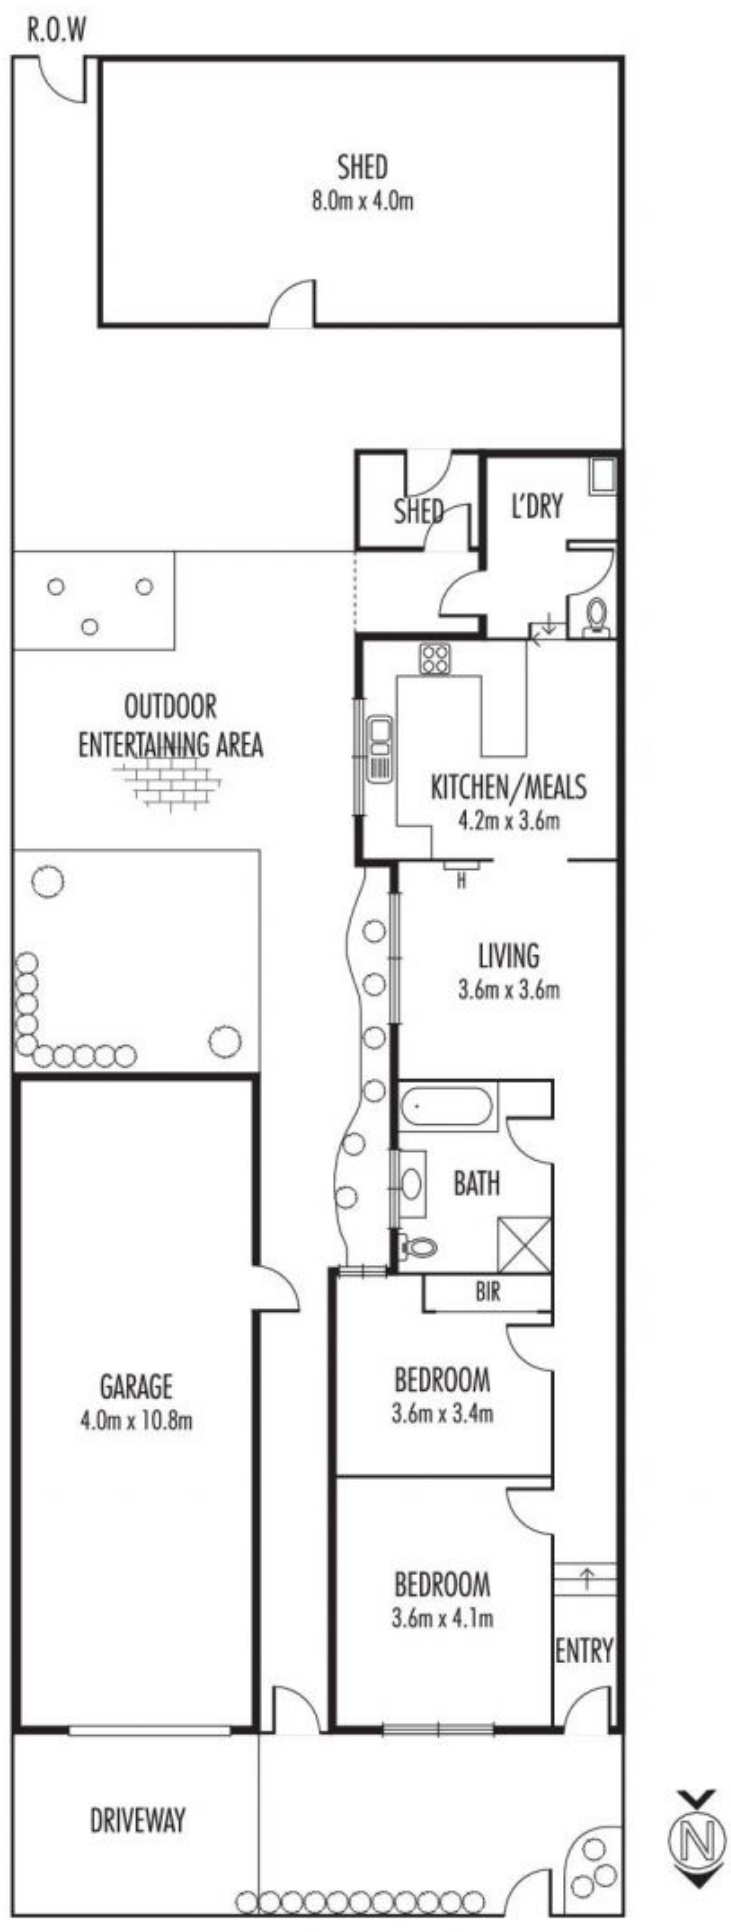 R.O.W
SHED
8.0m x 4.0m
SHED
L'DRY
OUTDOOR
ENTERTAINING AREA
KITCHEN/MEALS
4.2m x 3.6m
H
LIVING
3.6m x 3.6m
BATH
BIR
BEDROOM
3.6m x 3.4m
GARAGE
4.0m x 10.8m
BEDROOM
3.6m x 4.1m
ENTRY
DRIVEWAY
N